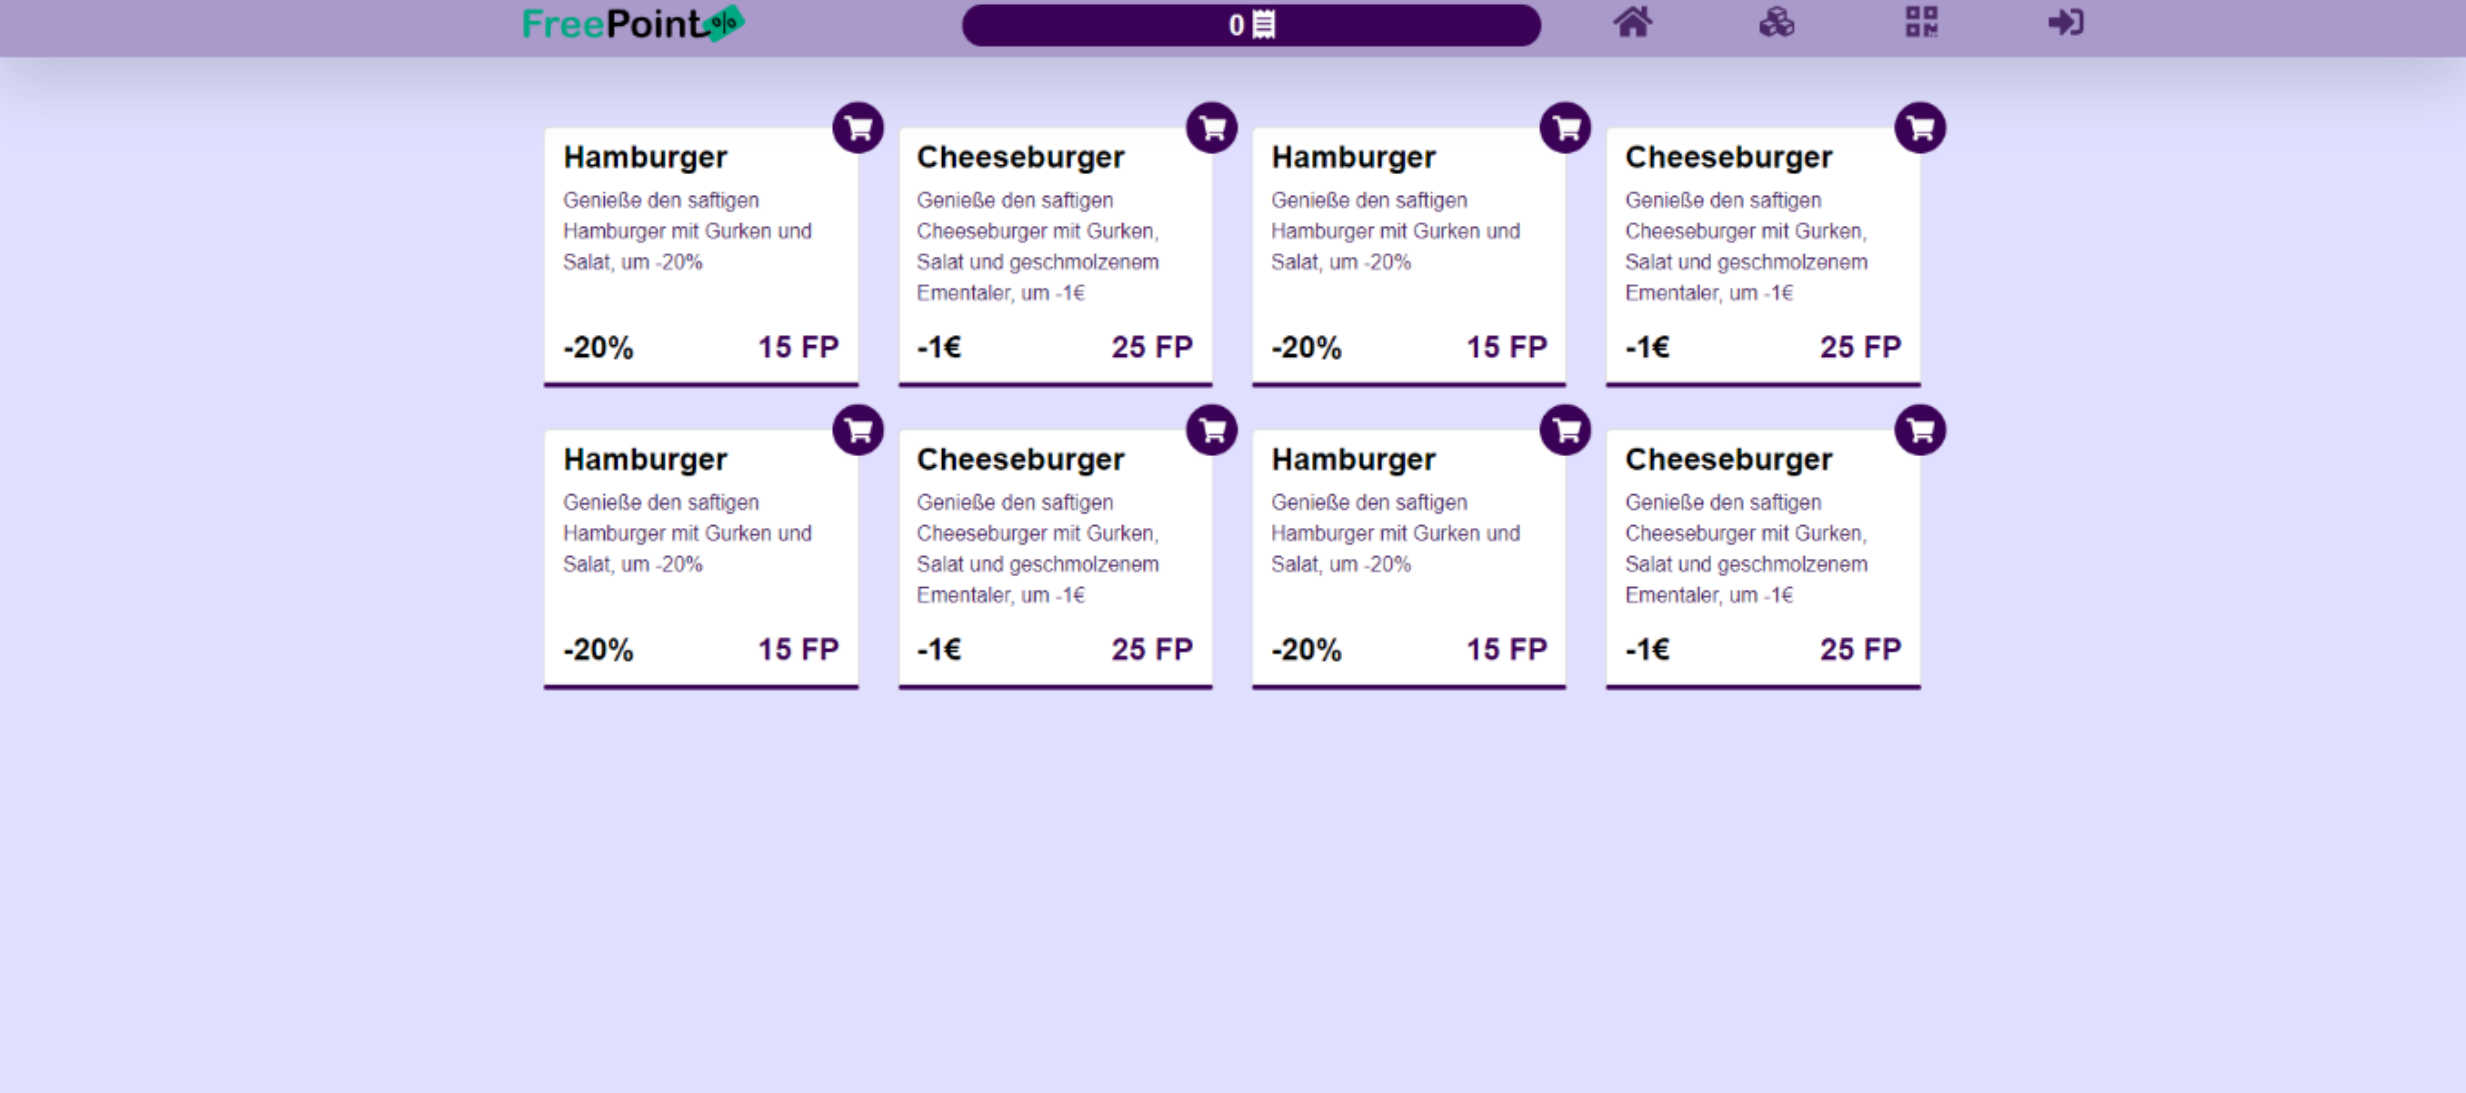 FreePoint%
0
Hamburger
Genieße den saftigen
Hamburger mit Gurken und
Salat, um -20%
-20% 15 FP
Cheeseburger
Genieße den saftigen
Cheeseburger mit Gurken,
Salat und geschmolzenem
Ementaler, um -1€
-1€ 25 FP
Hamburger
Genieße den saftigen
Hamburger mit Gurken und
Salat, um -20%
-20% 15 FP
Cheeseburger
Genieße den saftigen
Cheeseburger mit Gurken,
Salat und geschmolzenem
Ementaler, um -1€
-1€ 25 FP
Hamburger
Genieße den saftigen
Hamburger mit Gurken und
Salat, um -20%
-20% 15 FP
Cheeseburger
Genieße den saftigen
Cheeseburger mit Gurken,
Salat und geschmolzenem
Ementaler, um -1€
-1€ 25 FP
Hamburger
Genieße den saftigen
Hamburger mit Gurken und
Salat, um -20%
-20% 15 FP
Cheeseburger
Genieße den saftigen
Cheeseburger mit Gurken,
Salat und geschmolzenem
Ementaler, um -1€
-1€ 25 FP